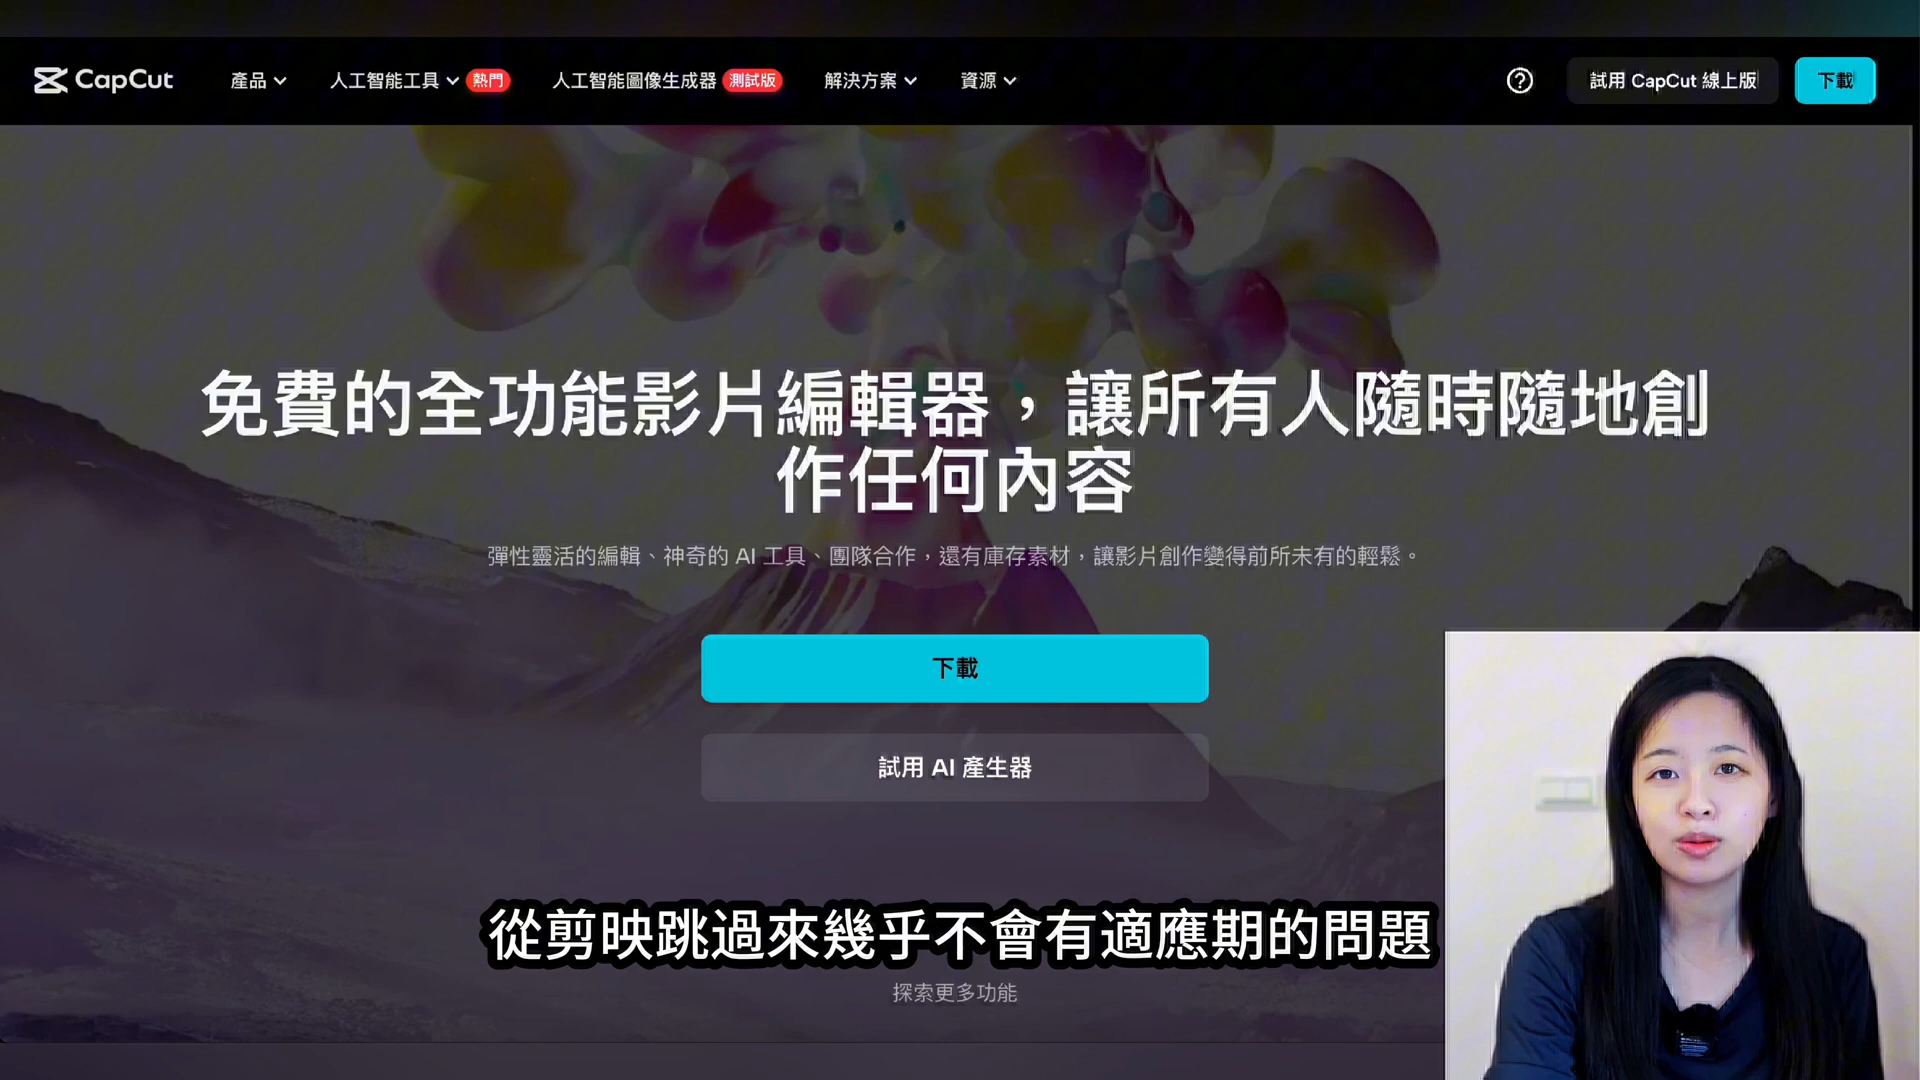 CapCut
產品
人工智能工具 熱門
人工智能圖像生成器 測試版
解決方案
資源
試用 CapCut 線上版
下載
免費的全功能影片編輯器，讓所有人隨時隨地創
作任何內容
彈性靈活的編輯、神奇的 AI 工具、團隊合作，還有庫存素材，讓影片創作變得前所未有的輕鬆。
下載
試用 AI 產生器
從剪映跳過來幾乎不會有適應期的問題
探索更多功能